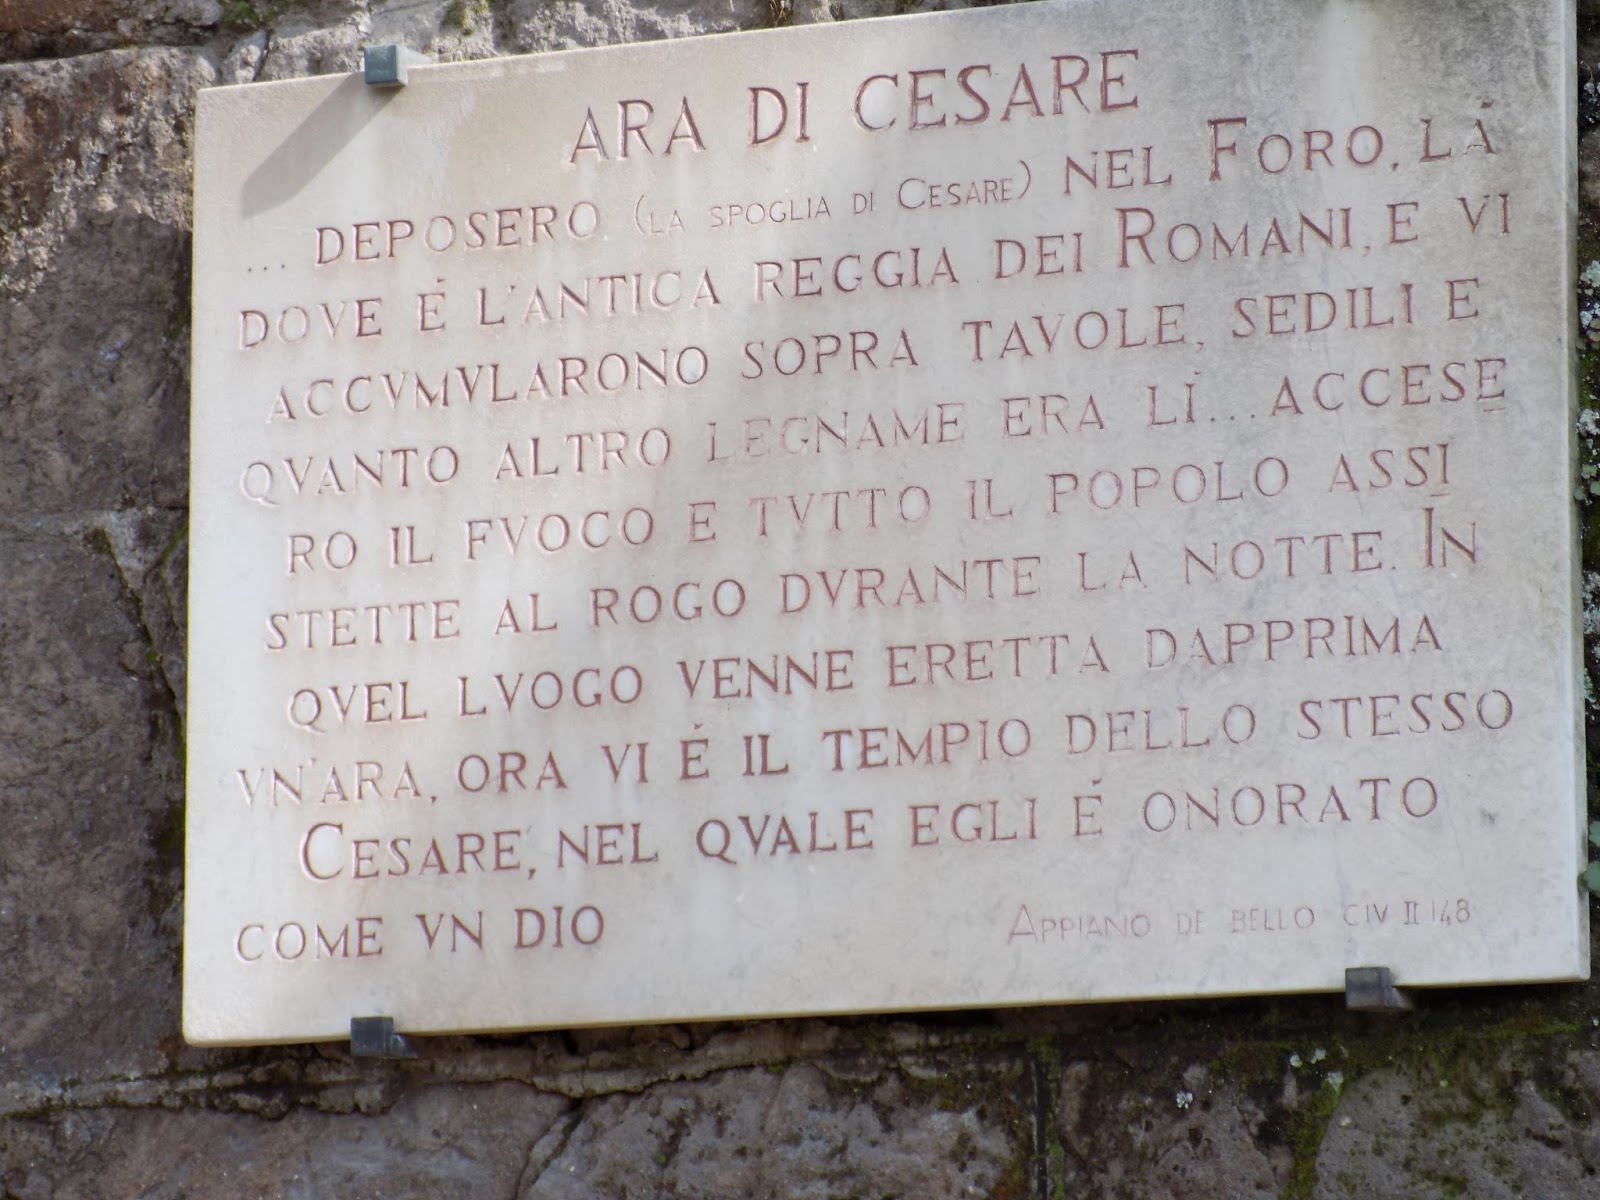 ARA DI CESARE
... DEPOSERO (LA SPOGLIA DI CESARE) NEL FORO, LÁ
DOVE É L'ANTICA REGGIA DEI ROMANI, E VI
ACCVMVLARONO SOPRA TAVOLE, SEDILI E
QVANTO ALTRO LEGNAME ERA LÍ... ACCESE
RO IL FVOCO E TVTTO IL POPOLO ASSI
STETTE AL ROGO DVRANTE LA NOTTE. IN
QVEL LVOGO VENNE ERETTA DAPPRIMA
VN'ARA, ORA VI É IL TEMPIO DELLO STESSO
CESARE, NEL QVALE EGLI É ONORATO
COME VN DIO
APPIANO DE BELLO CIV II 148